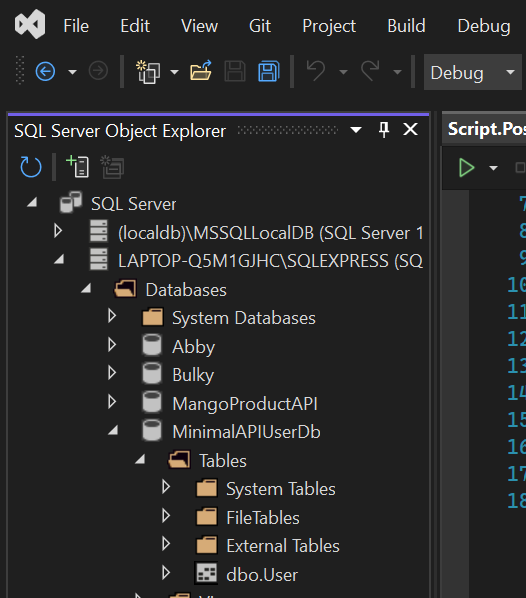 File Edit View Git Project Build Debug
Debug
SQL Server Object Explorer
Script.Pos
SQL Server
(localdb)\MSSQLLocalDB (SQL Server 1
LAPTOP-Q5M1GJHC\SQLEXPRESS (SQ
Databases
System Databases
Abby
Bulky
MangoProductAPI
MinimalAPIUserDb
Tables
System Tables
FileTables
External Tables
dbo.User
7
8
9
10
11
12
13
14
15
16
17
18